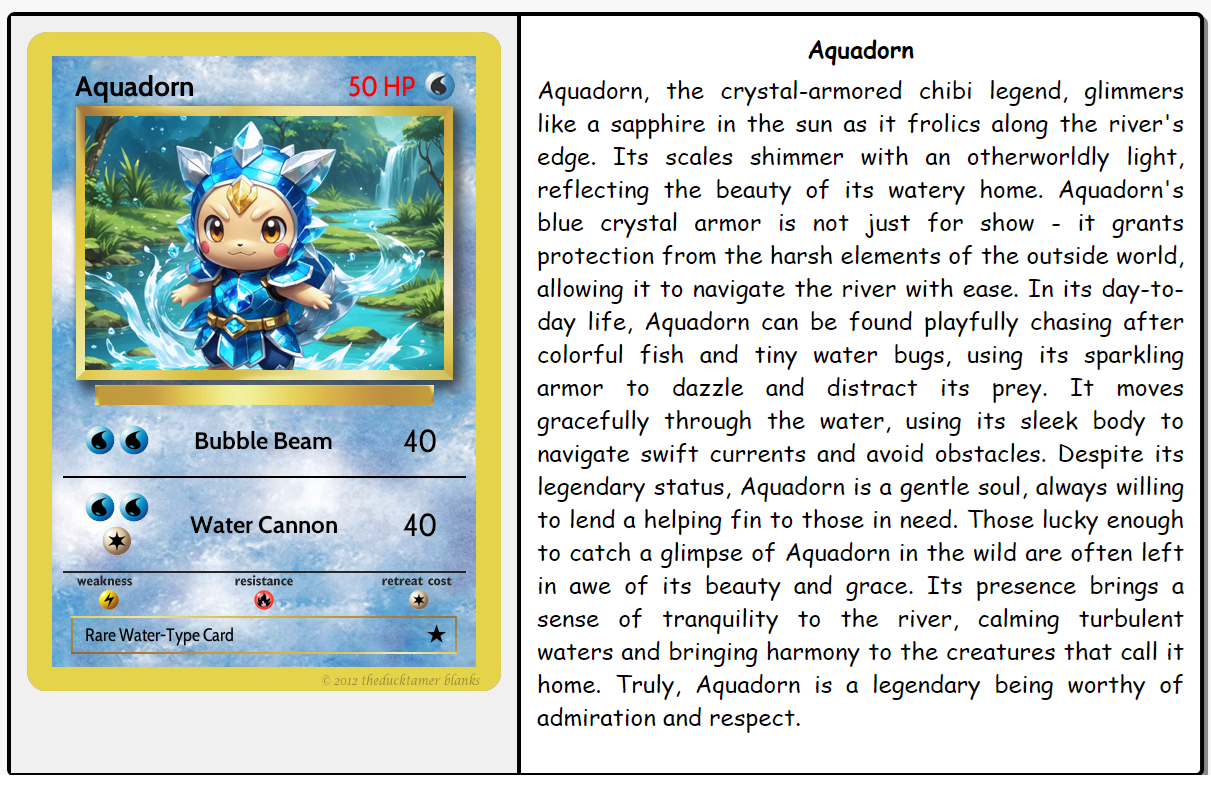 Aquadorn
50 HP
Bubble Beam 40
Water Cannon 40
weakness resistance retreat cost
Rare Water-Type Card
© 2012 theducktamer blanks
Aquadorn
Aquadorn, the crystal-armored chibi legend, glimmers
like a sapphire in the sun as it frolics along the river's
edge. Its scales shimmer with an otherworldly light,
reflecting the beauty of its watery home. Aquadorn's
blue crystal armor is not just for show - it grants
protection from the harsh elements of the outside world,
allowing it to navigate the river with ease. In its day-to-
day life, Aquadorn can be found playfully chasing after
colorful fish and tiny water bugs, using its sparkling
armor to dazzle and distract its prey. It moves
gracefully through the water, using its sleek body to
navigate swift currents and avoid obstacles. Despite its
legendary status, Aquadorn is a gentle soul, always willing
to lend a helping fin to those in need. Those lucky enough
to catch a glimpse of Aquadorn in the wild are often left
in awe of its beauty and grace. Its presence brings a
sense of tranquility to the river, calming turbulent
waters and bringing harmony to the creatures that call it
home. Truly, Aquadorn is a legendary being worthy of
admiration and respect.